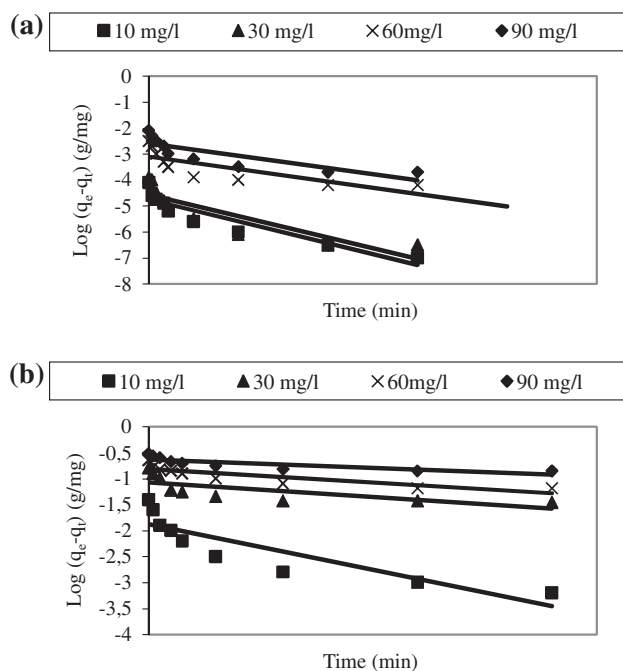 (a)
10 mg/l 30 mg/l 60mg/l 90 mg/l
0
-1
-2
-3
-4
-5
-6
-7
-8
Log (qe-qt) (g/mg)
Time (min)
(b)
10 mg/l 30 mg/l 60mg/l 90 mg/l
0
-0,5
-1
-1,5
-2
-2,5
-3
-3,5
-4
Log (qe-qt) (g/mg)
Time (min)